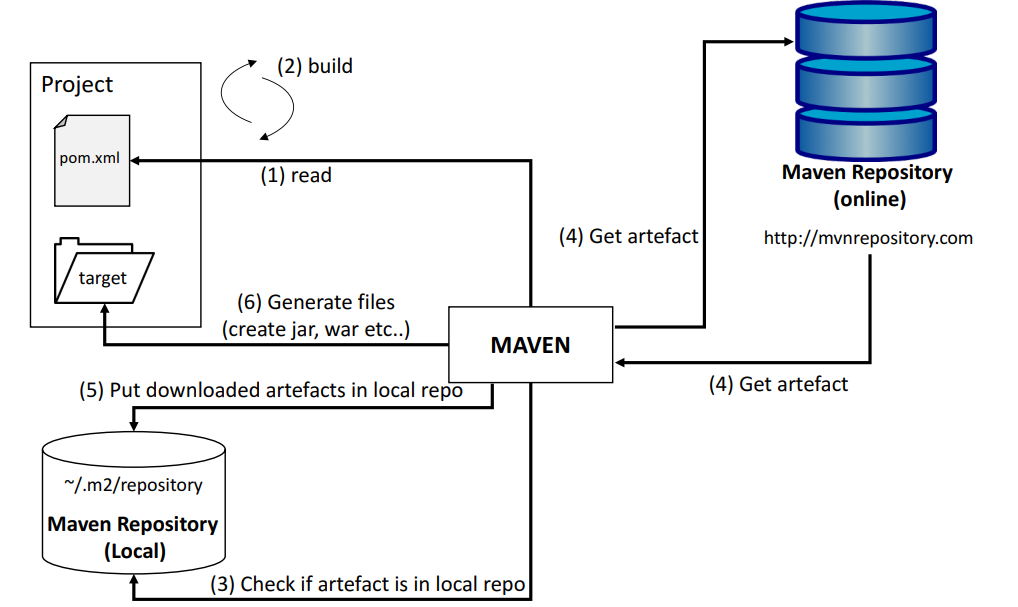 Project
pom.xml
target
(2) build
(1) read
(6) Generate files
(create jar, war etc..)
MAVEN
(4) Get artefact
Maven Repository
(online)
http://mvnrepository.com
(4) Get artefact
(5) Put downloaded artefacts in local repo
~/.m2/repository
Maven Repository
(Local)
(3) Check if artefact is in local repo